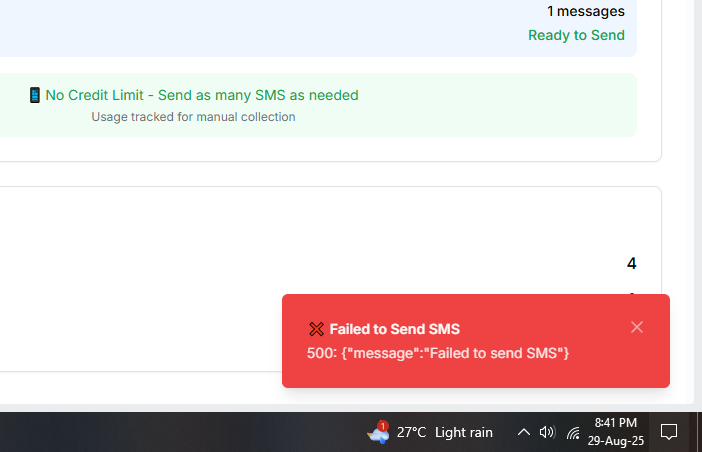 1 messages
Ready to Send
No Credit Limit - Send as many SMS as needed
Usage tracked for manual collection
4
Failed to Send SMS
500: {"message":"Failed to send SMS"}
1
27°C Light rain
8:41 PM
29-Aug-25